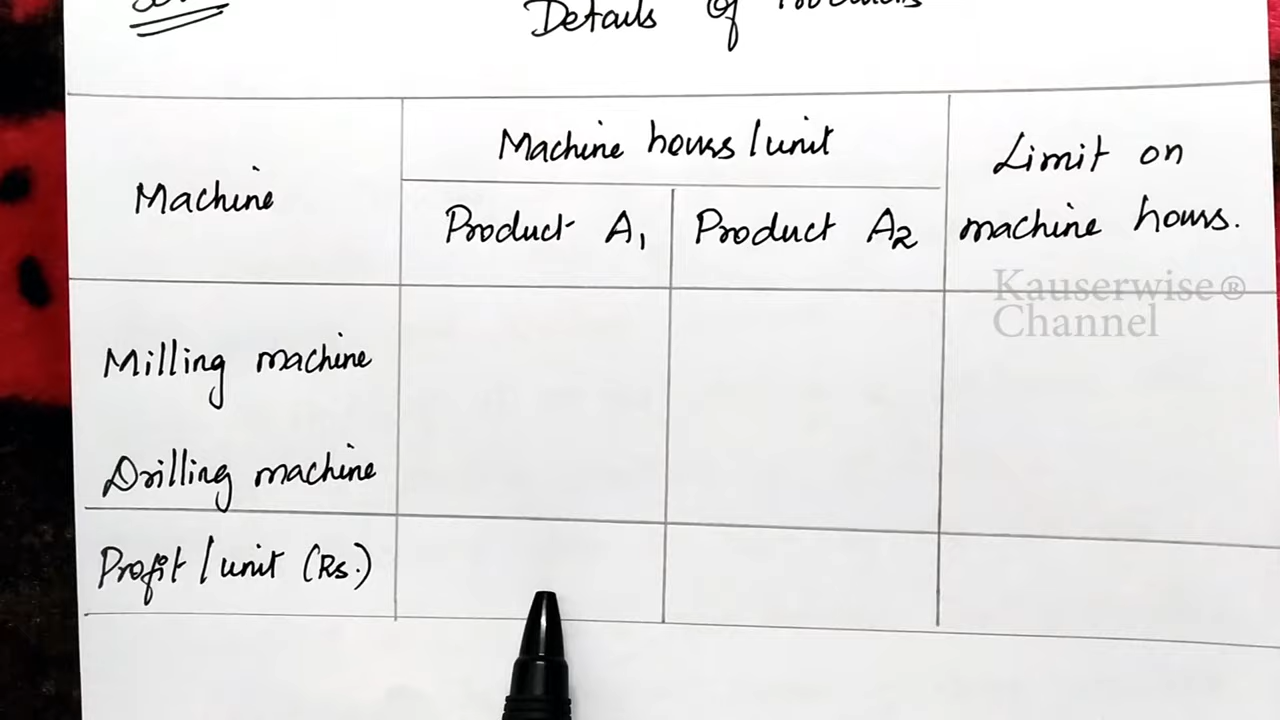 Details of
Machine
Machine hours / unit
Limit on
machine hours.
Product A1
Product A2
Kauserwise®
Channel
Milling machine
Drilling machine
Profit / unit (Rs.)